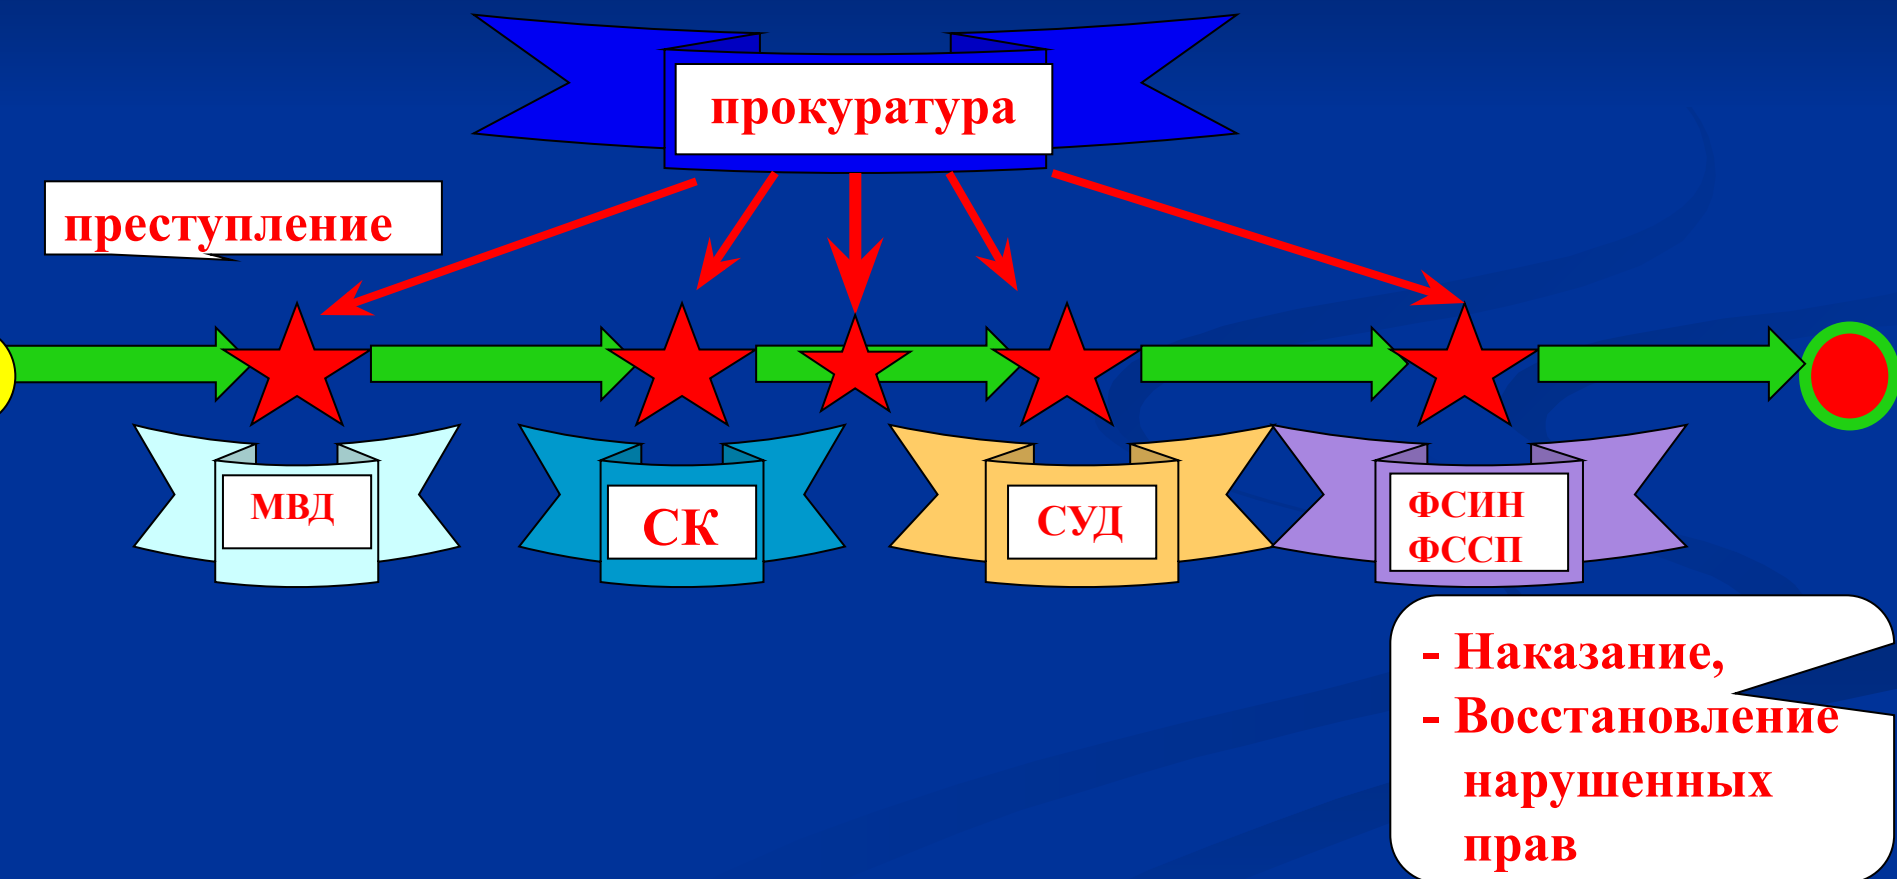 прокуратура
преступление
МВД
СК
СУД
ФСИН
ФССП
- Наказание,
- Восстановление
нарушенных
прав